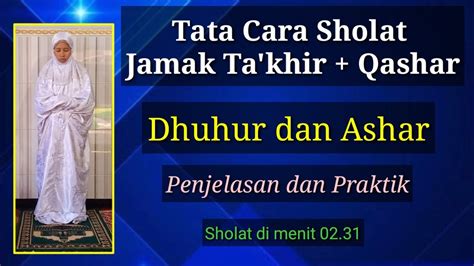 Tata Cara Sholat
Jamak Ta'khir + Qashar
Dhuhur dan Ashar
Penjelasan dan Praktik
Sholat di menit 02.31